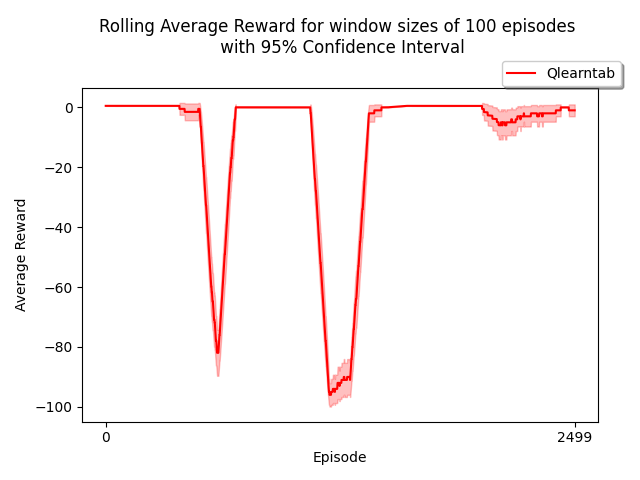 Rolling Average Reward for window sizes of 100 episodes
with 95% Confidence Interval
Qlearntab
0
−20
−40
−60
−80
−100
Average Reward
0
2499
Episode